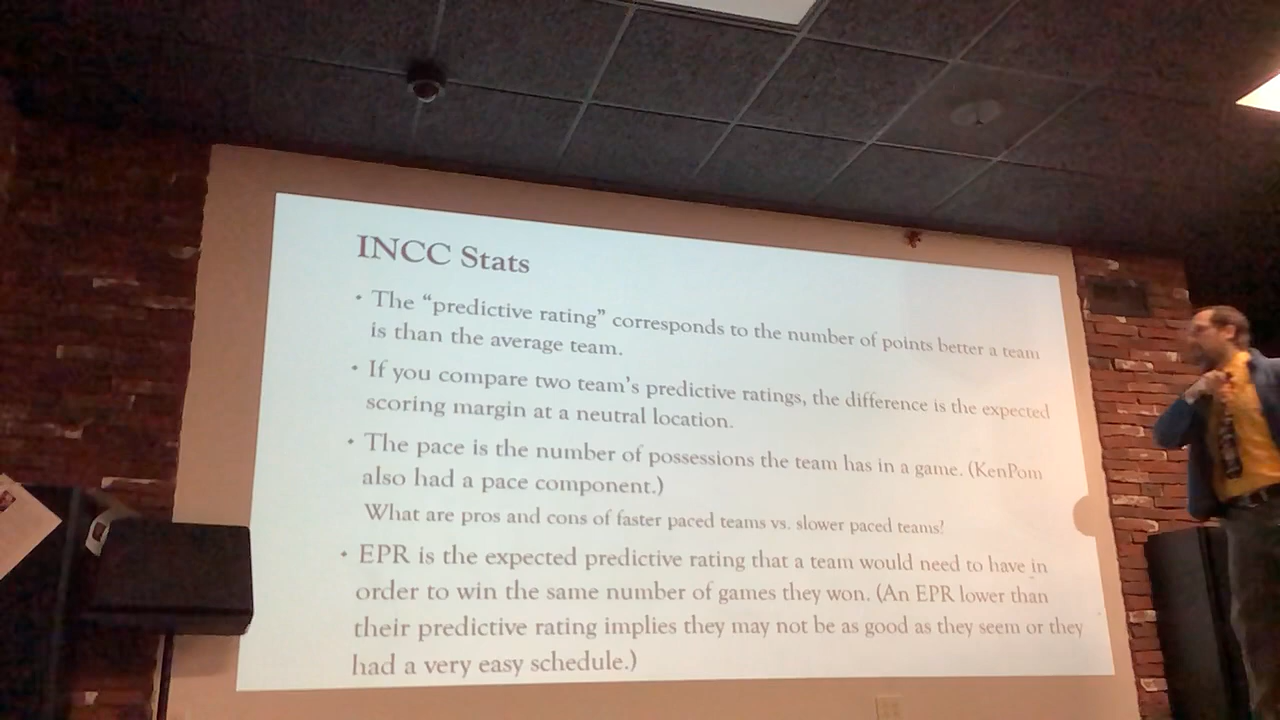 INCC Stats
• The “predictive rating” corresponds to the number of points better a team
is than the average team.
• If you compare two team’s predictive ratings, the difference is the expected
scoring margin at a neutral location.
• The pace is the number of possessions the team has in a game. (KenPom
also had a pace component.)
What are pros and cons of faster paced teams vs. slower paced teams?
• EPR is the expected predictive rating that a team would need to have in
order to win the same number of games they won. (An EPR lower than
their predictive rating implies they may not be as good as they seem or they
had a very easy schedule.)